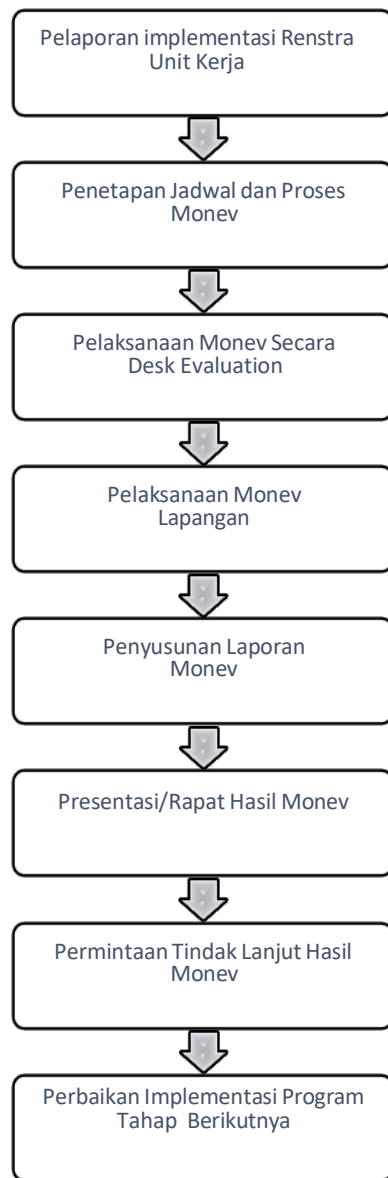 Pelaporan implementasi Renstra
Unit Kerja
Penetapan Jadwal dan Proses
Monev
Pelaksanaan Monev Secara
Desk Evaluation
Pelaksanaan Monev
Lapangan
Penyusunan Laporan
Monev
Presentasi/Rapat Hasil Monev
Permintaan Tindak Lanjut Hasil
Monev
Perbaikan Implementasi Program
Tahap Berikutnya